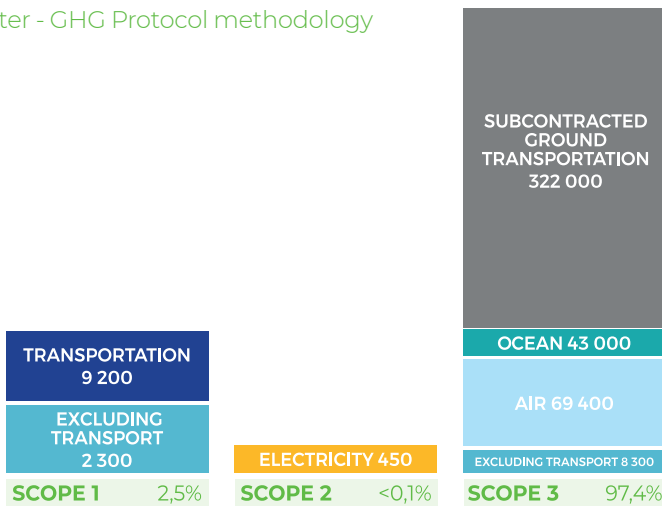 - GHG Protocol methodology
SUBCONTRACTED
GROUND
TRANSPORTATION
322 000
OCEAN 43 000
AIR 69 400
EXCLUDING TRANSPORT 8 300
TRANSPORTATION
9 200
EXCLUDING
TRANSPORT
2 300
ELECTRICITY 450
SCOPE 1 2,5%
SCOPE 2 <0,1%
SCOPE 3 97,4%